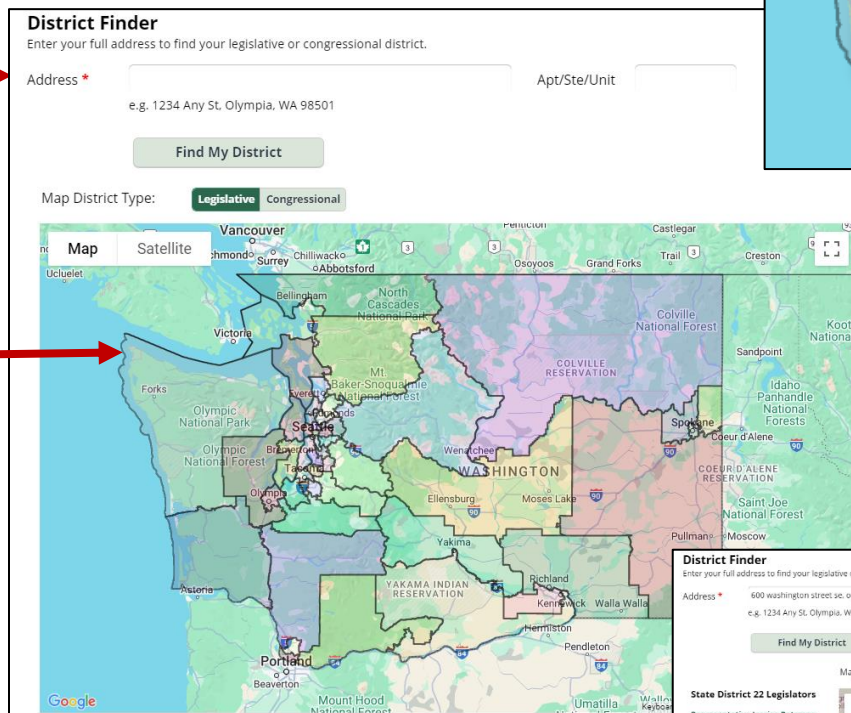 District Finder
Enter your full address to find your legislative or congressional district.
Address *
Apt/Ste/Unit
e.g. 1234 Any St, Olympia, WA 98501
Find My District
Map District Type:
Legislative Congressional
Map Satellite
Vancouver
Surrey
Chilliwack
Abbotsford
Penticton
Osoyoos
Grand Forks
Castlegar
Trail
Creston
Ucluelet
Bellingham
North
Cascades
National Park
Colville
National Forest
Victoria
Sandpoint
COLVILLE
RESERVATION
Mt.
Baker-Snoqualmie
National Forest
Idaho
Panhandle
National
Forests
Forks
Everett
Edmonds
Olympic
National Park
Seattle
Spokane
Coeur d'Alene
Olympic
National Forest
Bremerton
Wenatchee
Tacoma
WASHINGTON
COEUR D'ALENE
RESERVATION
Olympia
Ellensburg
Moses Lake
90
Saint Joe
National Forest
Yakima
Pullman
Moscow
Astoria
YAKAMA INDIAN
RESERVATION
Richland
Kennewick
Walla Walla
Hermiston
Pendleton
84
Portland
Beaverton
Google
Mount Hood
National Forest
Umatilla
District Finder
Enter your full address to find your legislative
Address *
600 washington street se, o
e.g. 1234 Any St, Olympia, W
Find My District
State District 22 Legislators